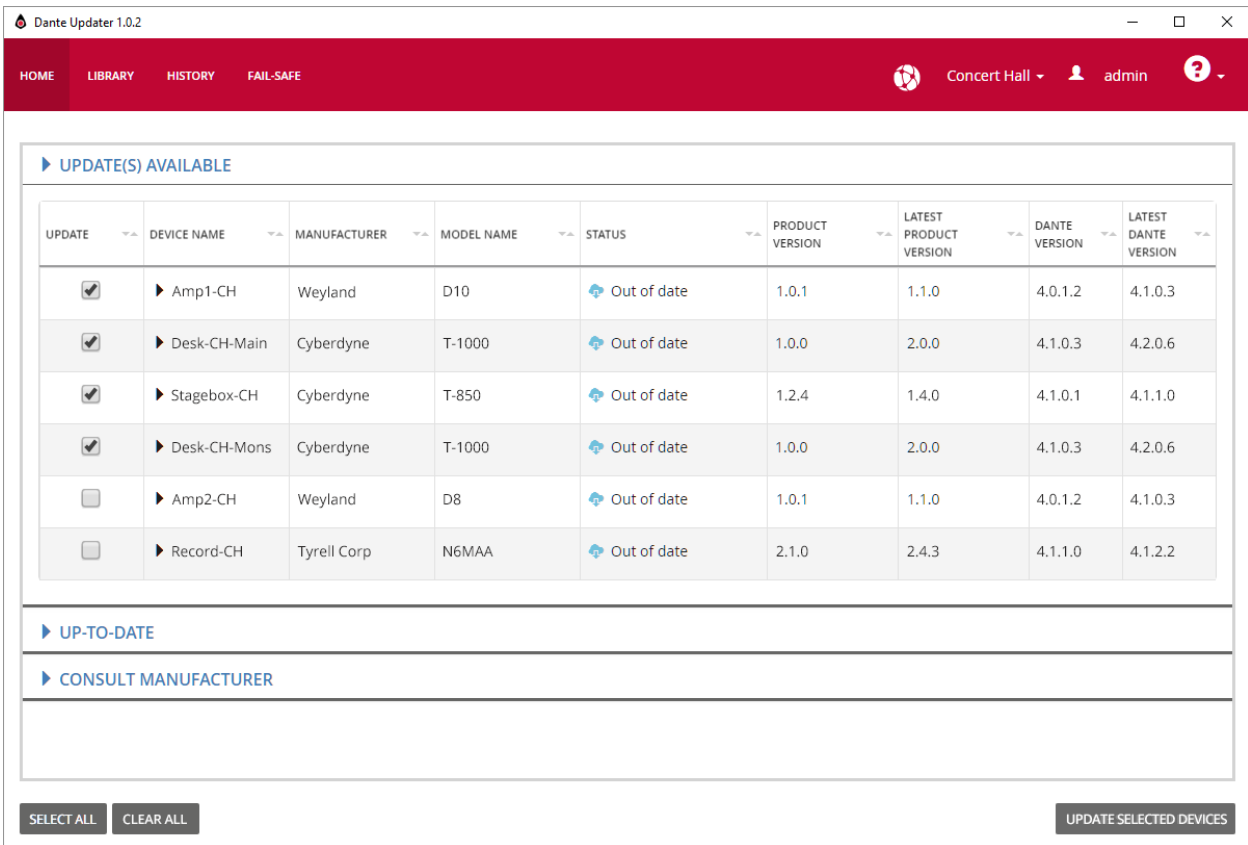 Dante Updater 1.0.2
HOME LIBRARY HISTORY FAIL-SAFE Concert Hall admin ?
UPDATE(S) AVAILABLE
UPDATE DEVICE NAME MANUFACTURER MODEL NAME STATUS PRODUCT VERSION LATEST PRODUCT VERSION DANTE VERSION LATEST DANTE VERSION
Amp1-CH Weyland D10 Out of date 1.0.1 1.1.0 4.0.1.2 4.1.0.3
Desk-CH-Main Cyberdyne T-1000 Out of date 1.0.0 2.0.0 4.1.0.3 4.2.0.6
Stagebox-CH Cyberdyne T-850 Out of date 1.2.4 1.4.0 4.1.0.1 4.1.1.0
Desk-CH-Mons Cyberdyne T-1000 Out of date 1.0.0 2.0.0 4.1.0.3 4.2.0.6
Amp2-CH Weyland D8 Out of date 1.0.1 1.1.0 4.0.1.2 4.1.0.3
Record-CH Tyrell Corp N6MAA Out of date 2.1.0 2.4.3 4.1.1.0 4.1.2.2
UP-TO-DATE
CONSULT MANUFACTURER
SELECT ALL CLEAR ALL UPDATE SELECTED DEVICES